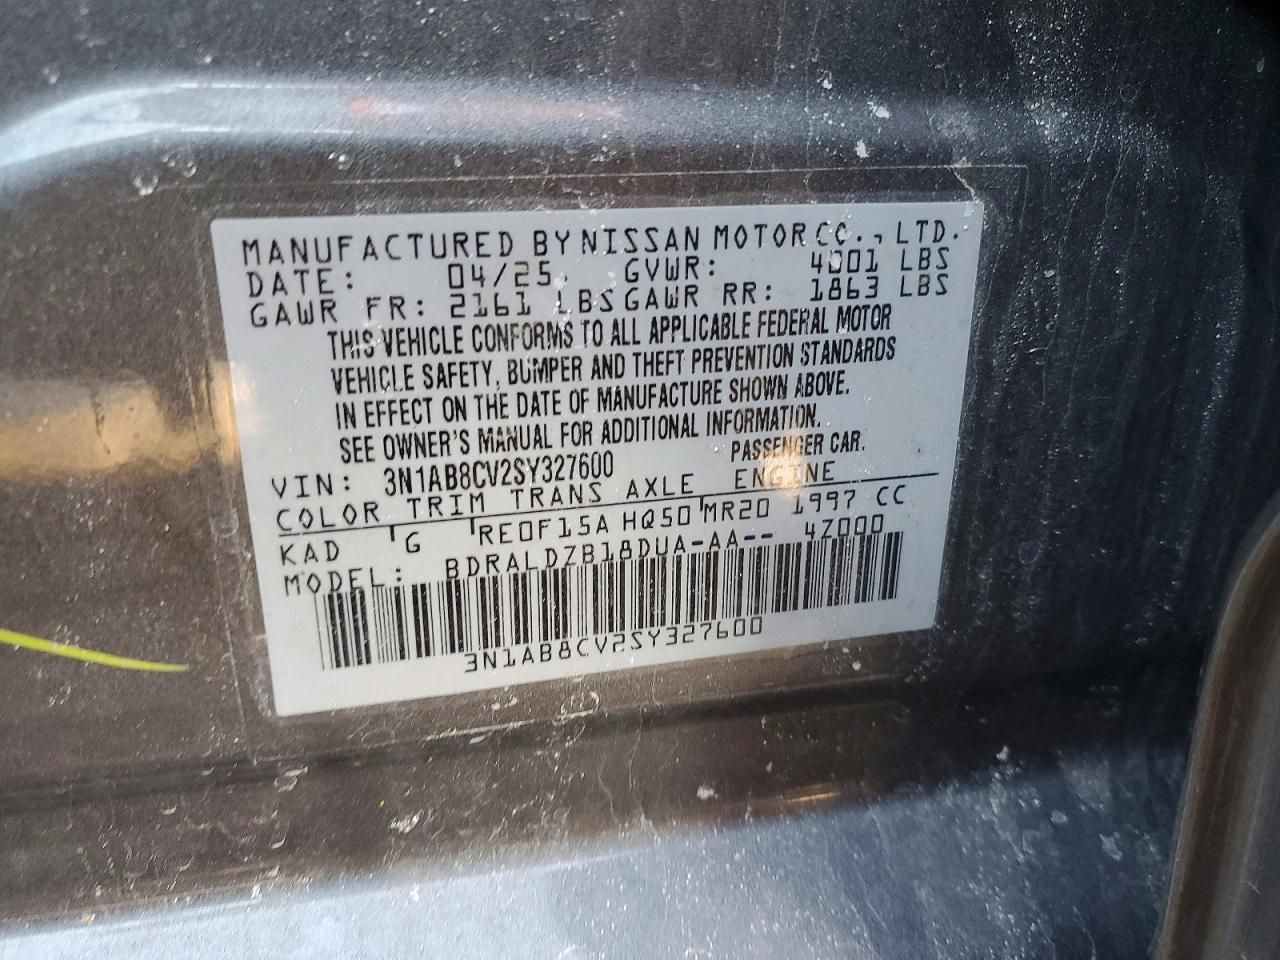 MANUFACTURED BY NISSAN MOTOR CO., LTD.
DATE: 04/25 GVWR: 4001 LBS
GAWR FR: 2161 LBS GAWR RR: 1863 LBS
THIS VEHICLE CONFORMS TO ALL APPLICABLE FEDERAL MOTOR
VEHICLE SAFETY, BUMPER AND THEFT PREVENTION STANDARDS
IN EFFECT ON THE DATE OF MANUFACTURE SHOWN ABOVE.
SEE OWNER'S MANUAL FOR ADDITIONAL INFORMATION.
VIN: 3N1AB8CV2SY327600 PASSENGER CAR.
COLOR TRIM TRANS AXLE ENGINE
KAD G RE0F15A HQ50 MR20 1997 CC
MODEL: BDRALDZB18DUA-AA-- 4Z000
3N1AB8CV2SY327600